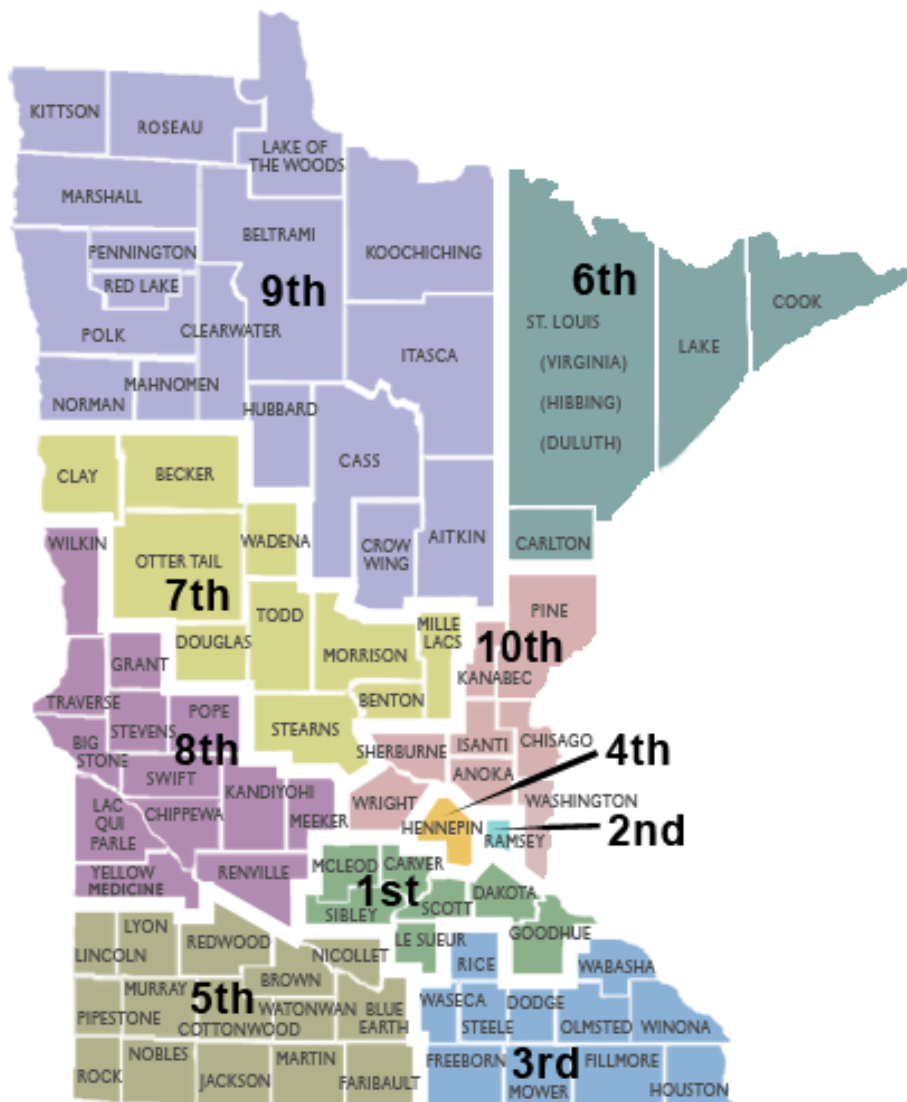 KITTSON
ROSEAU
LAKE OF
THE WOODS
MARSHALL
BELTRAMI
KOOCHICHING
PENNINGTON
RED LAKE
9th
6th
COOK
POLK
CLEARWATER
ST. LOUIS
LAKE
ITASCA
(VIRGINIA)
MAHNOMEN
NORMAN
HUBBARD
(HIBBING)
(DULUTH)
CASS
CLAY
BECKER
WILKIN
OTTER TAIL
WADENA
CROW
WING
AITKIN
CARLTON
7th
TODD
PINE
MILLE
LACS
DOUGLAS
MORRISON
10th
GRANT
KANABEC
TRAVERSE
BENTON
POPE
STEVENS
STEARNS
BIG
STONE
8th
SHERBURNE
ISANTI
CHISAGO
4th
SWIFT
ANOKA
KANDIYOHI
WRIGHT
WASHINGTON
LAC
QUI
PARLE
CHIPPEWA
MEEKER
HENNEPIN
RAMSEY
2nd
YELLOW
MEDICINE
RENVILLE
MCLEOD
CARVER
1st
DAKOTA
SIBLEY
SCOTT
LYON
REDWOOD
LE SUEUR
GOODHUE
LINCOLN
NICOLLET
RICE
WABASHA
BROWN
MURRAY
5th
WATONWAN
BLUE
EARTH
WASECA
DODGE
PIPESTONE
COTTONWOOD
STEELE
OLMSTED
WINONA
NOBLES
MARTIN
FREEBORN
3rd
FILLMORE
ROCK
JACKSON
FARIBAULT
MOWER
HOUSTON